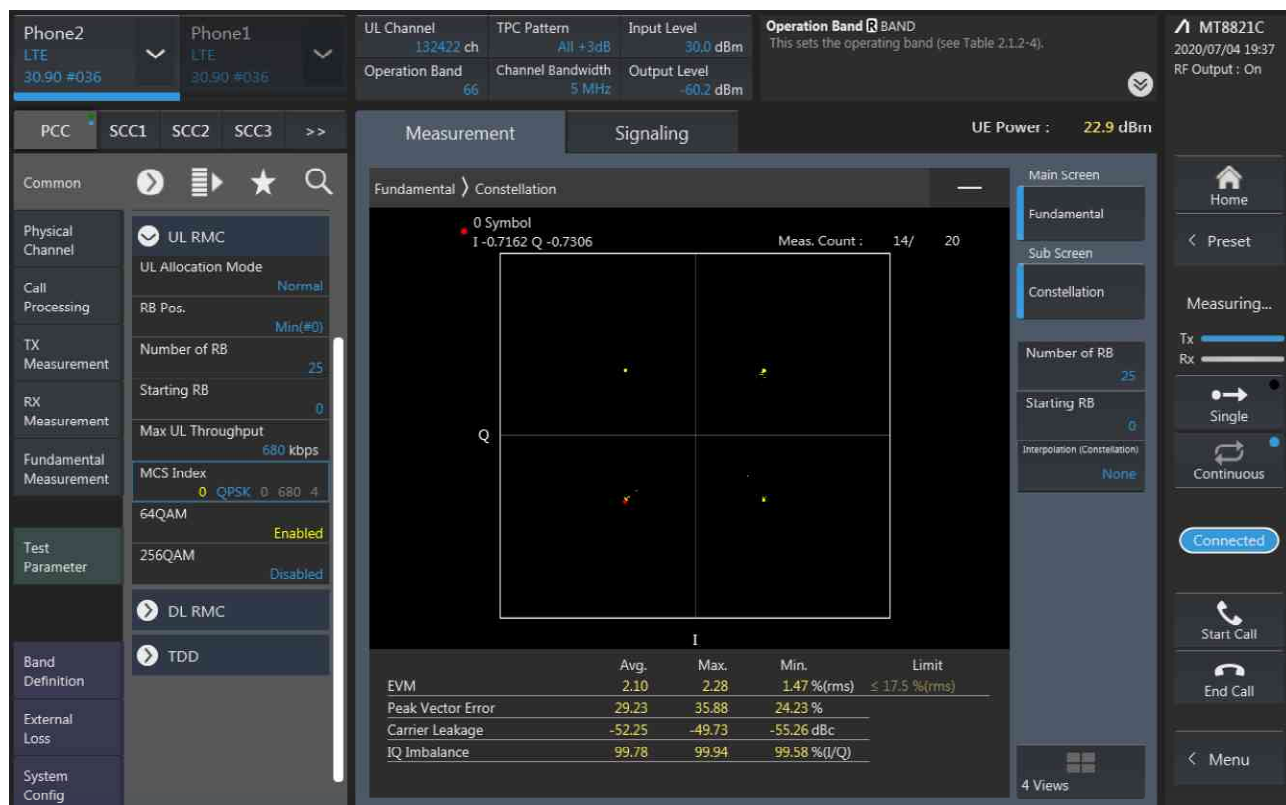 Phone2
LTE
30.90 #036
Phone1
LTE
30.90 #036
UL Channel
132422 ch
TPC Pattern
All +3dB
Input Level
30.0 dBm
Operation Band
66
Channel Bandwidth
5 MHz
Output Level
-60.2 dBm
Operation Band R BAND
This sets the operating band (see Table 2.1.2-4).
MT8821C
2020/07/04 19:37
RF Output : On
PCC SCC1 SCC2 SCC3 >>
Measurement
Signaling
UE Power : 22.9 dBm
Common
Physical
Channel
Call
Processing
TX
Measurement
RX
Measurement
Fundamental
Measurement
Test
Parameter
Band
Definition
External
Loss
System
Config
UL RMC
UL Allocation Mode
Normal
RB Pos.
Min(#0)
Number of RB
25
Starting RB
0
Max UL Throughput
680 kbps
MCS Index
0 QPSK 0 680 4
64QAM
Enabled
256QAM
Disabled
DL RMC
TDD
Fundamental ⟩ Constellation
0 Symbol
I -0.7162 Q -0.7306
Meas. Count : 14/ 20
Q
I
Avg. Max. Min. Limit
EVM 2.10 2.28 1.47 %(rms) ≤ 17.5 %(rms)
Peak Vector Error 29.23 35.88 24.23 %
Carrier Leakage -52.25 -49.73 -55.26 dBc
IQ Imbalance 99.78 99.94 99.58 %(I/Q)
Main Screen
Fundamental
Sub Screen
Constellation
Number of RB
25
Starting RB
0
Interpolation (Constellation)
None
4 Views
Home
< Preset
Measuring...
Tx
Rx
Single
Continuous
Connected
Start Call
End Call
< Menu